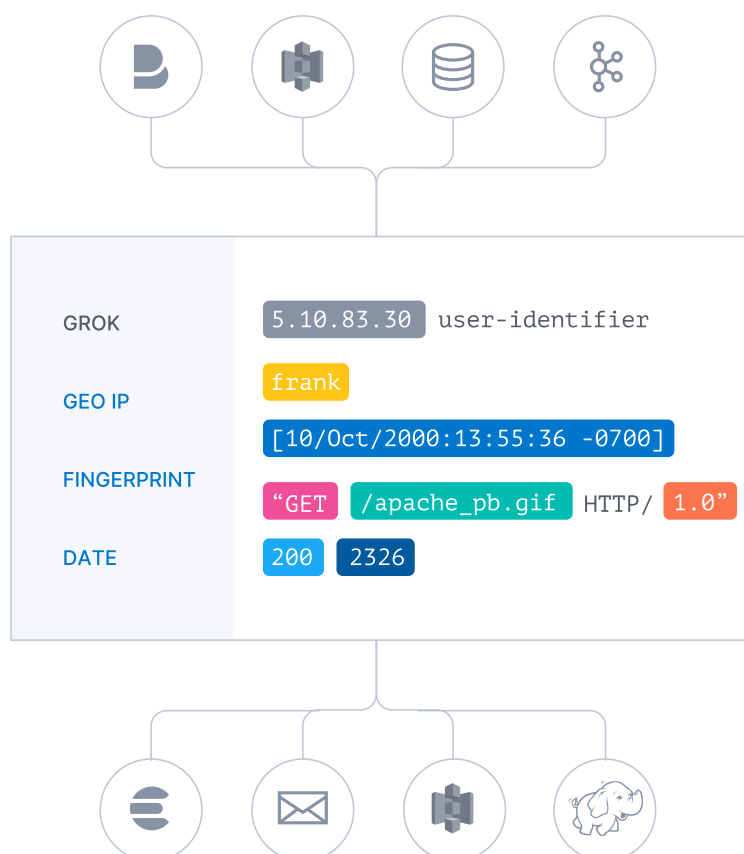 GROK
GEO IP
FINGERPRINT
DATE
5.10.83.30 user-identifier
frank
[10/Oct/2000:13:55:36 -0700]
“GET /apache_pb.gif HTTP/ 1.0”
200 2326